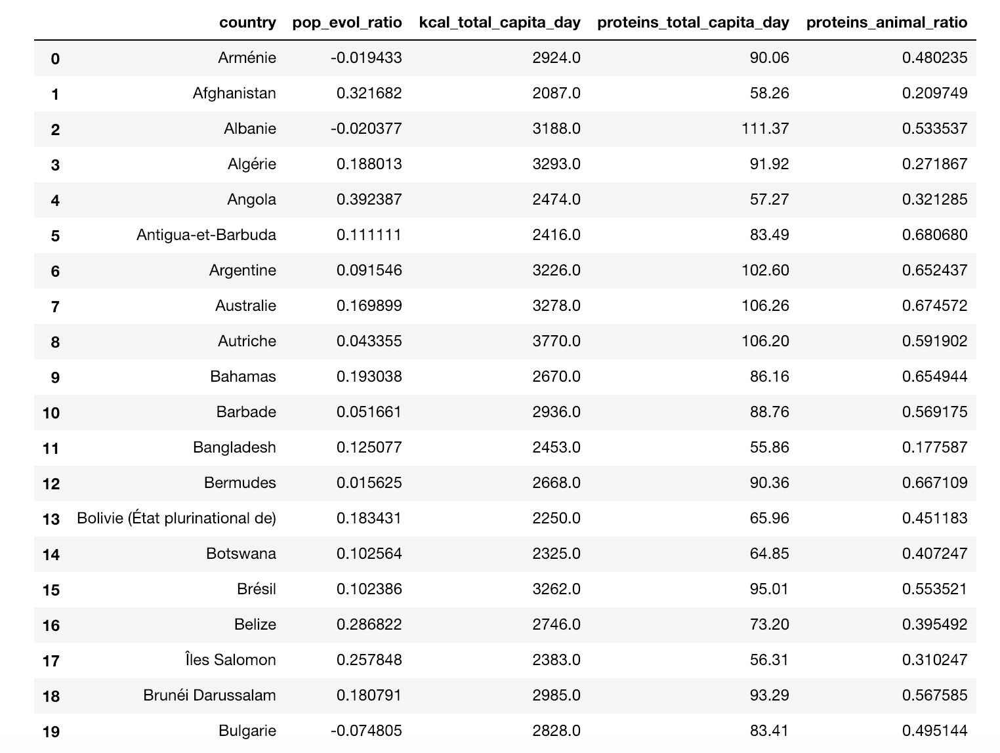 country pop_evol_ratio kcal_total_capita_day proteins_total_capita_day proteins_animal_ratio
0 Arménie -0.019433 2924.0 90.06 0.480235
1 Afghanistan 0.321682 2087.0 58.26 0.209749
2 Albanie -0.020377 3188.0 111.37 0.533537
3 Algérie 0.188013 3293.0 91.92 0.271867
4 Angola 0.392387 2474.0 57.27 0.321285
5 Antigua-et-Barbuda 0.111111 2416.0 83.49 0.680680
6 Argentine 0.091546 3226.0 102.60 0.652437
7 Australie 0.169899 3278.0 106.26 0.674572
8 Autriche 0.043355 3770.0 106.20 0.591902
9 Bahamas 0.193038 2670.0 86.16 0.654944
10 Barbade 0.051661 2936.0 88.76 0.569175
11 Bangladesh 0.125077 2453.0 55.86 0.177587
12 Bermudes 0.015625 2668.0 90.36 0.667109
13 Bolivie (État plurinational de) 0.183431 2250.0 65.96 0.451183
14 Botswana 0.102564 2325.0 64.85 0.407247
15 Brésil 0.102386 3262.0 95.01 0.553521
16 Belize 0.286822 2746.0 73.20 0.395492
17 Îles Salomon 0.257848 2383.0 56.31 0.310247
18 Brunéi Darussalam 0.180791 2985.0 93.29 0.567585
19 Bulgarie -0.074805 2828.0 83.41 0.495144